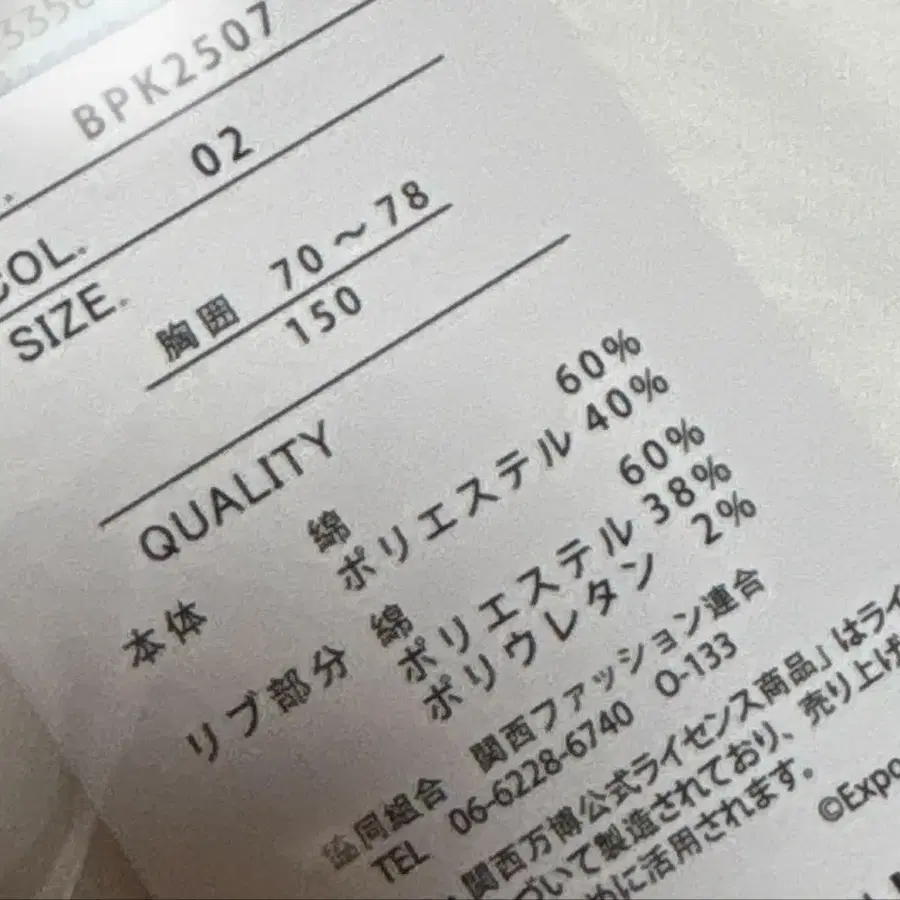 3358
BPK2507
COL. 02
SIZE. 胸囲 70～78
150
QUALITY
本体 綿 60%
ポリエステル 40%
リブ部分 綿 60%
ポリエステル 38%
ポリウレタン 2%
協同組合 関西ファッション連合
TEL 06-6228-6740 O-133
関西万博公式ライセンス商品」はライ
づいて製造されており、売り上げ
めに活用されます。
©Expo